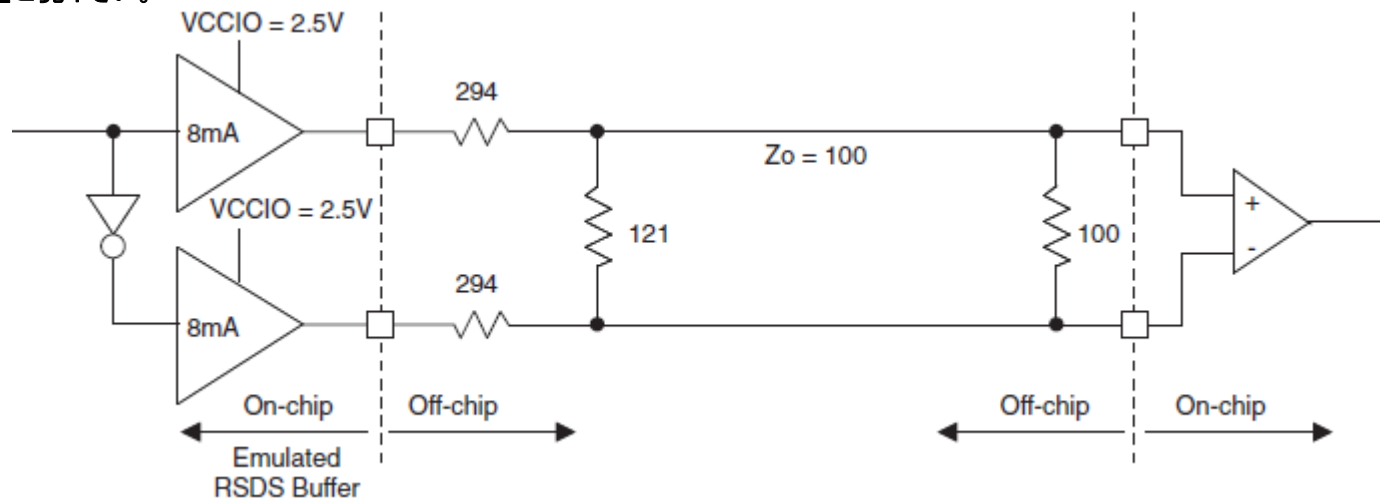 VCCIO = 2.5V
294
8mA
Zo = 100
VCCIO = 2.5V
121
100
+
-
294
8mA
On-chip
Off-chip
Off-chip
On-chip
Emulated
RSDS Buffer